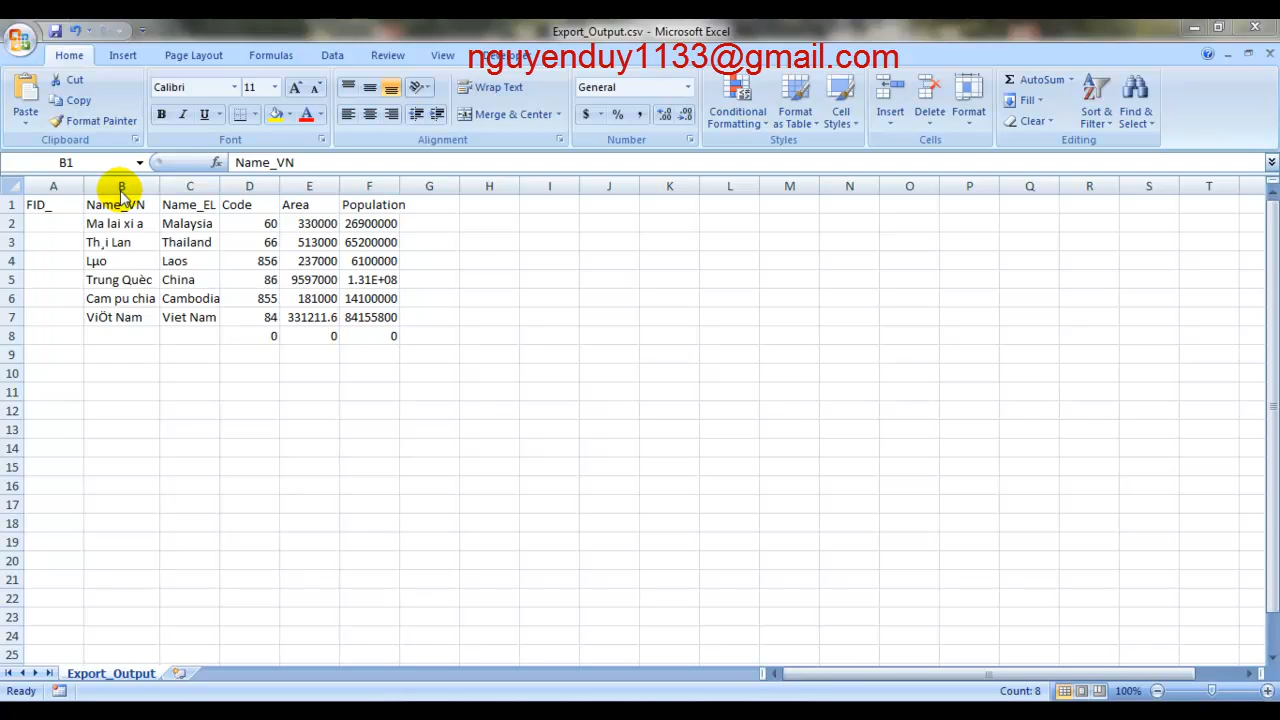 Export_Output.csv - Microsoft Excel
Home Insert Page Layout Formulas Data Review View
nguyenduy1133@gmail.com
Paste Cut Copy Format Painter Clipboard
Calibri 11 A A B I U A Font
Wrap Text Merge & Center Alignment
General $ % , Number
Conditional Formatting Format as Table Cell Styles Styles
Insert Delete Format Cells
Σ AutoSum Fill Clear Sort & Filter Find & Select Editing
B1 fx Name_VN
A B C D E F G H I J K L M N O P Q R S T
1 FID_ Name_VN Name_EL Code Area Population
2 Ma lai xi a Malaysia 60 330000 26900000
3 Th¸i Lan Thailand 66 513000 65200000
4 Lµo Laos 856 237000 6100000
5 Trung Quèc China 86 9597000 1.31E+08
6 Cam pu chia Cambodia 855 181000 14100000
7 ViÖt Nam Viet Nam 84 331211.6 84155800
8 0 0 0
9
10
11
12
13
14
15
16
17
18
19
20
21
22
23
24
25
Export_Output
Ready Count: 8 100%